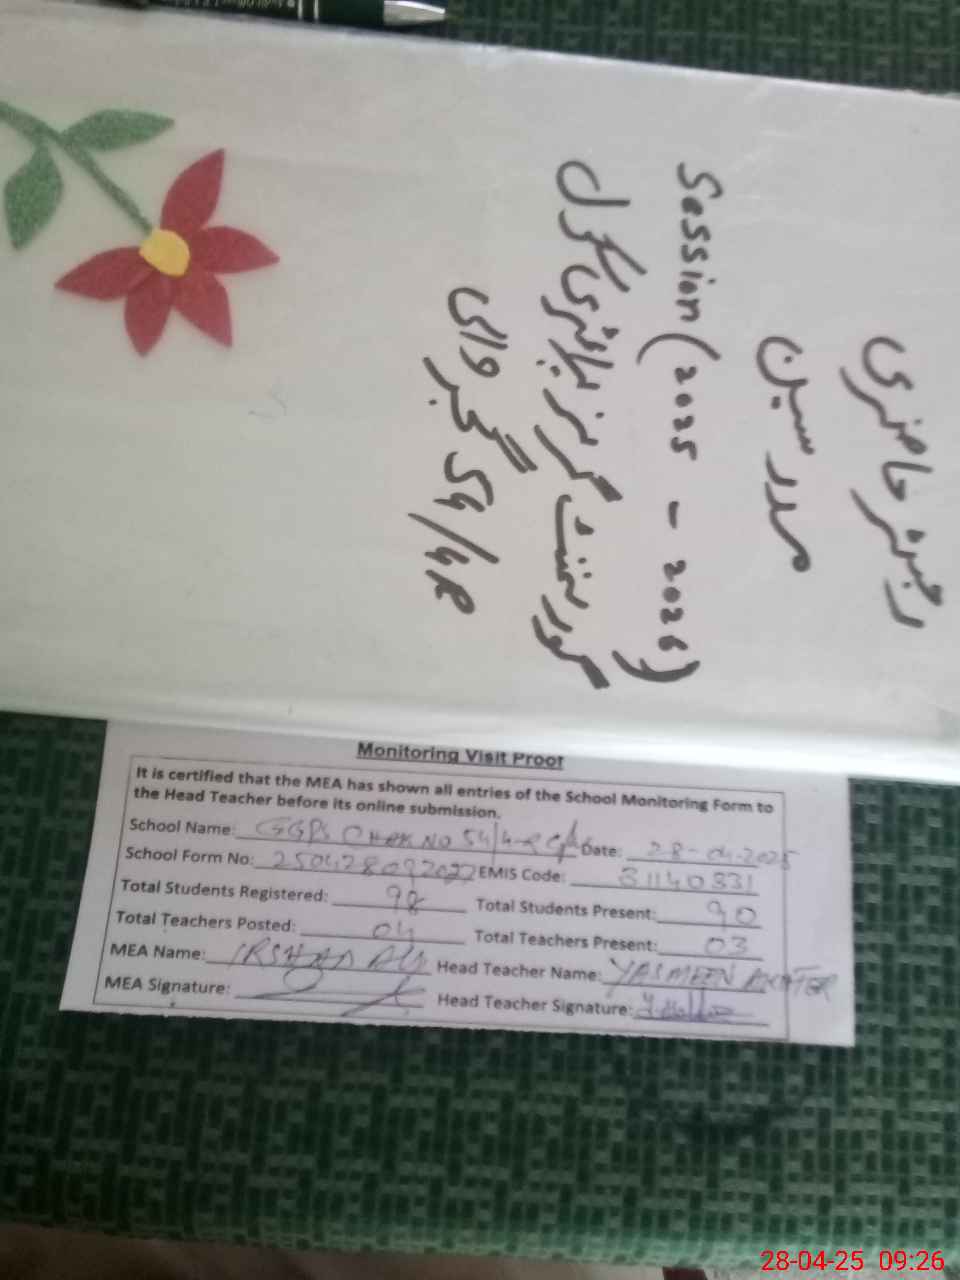 رجسٹر حاضری
مدرسین
Session (2025 - 2026)
گورنمنٹ گرلز پرائمری سکول
54/4R گجر والی
Monitoring Visit Proof
It is certified that the MEA has shown all entries of the School Monitoring Form to
the Head Teacher before its online submission.
School Name: GGPS CHAK NO 54/4-R Date: 28-04-2025
School Form No: EMIS Code: 31140331
Total Students Registered: 98 Total Students Present: 90
Total Teachers Posted: 04 Total Teachers Present: 03
MEA Name: IRSHAD ALI Head Teacher Name: YASMEEN AKHTER
MEA Signature: Head Teacher Signature:
28-04-25 09:26